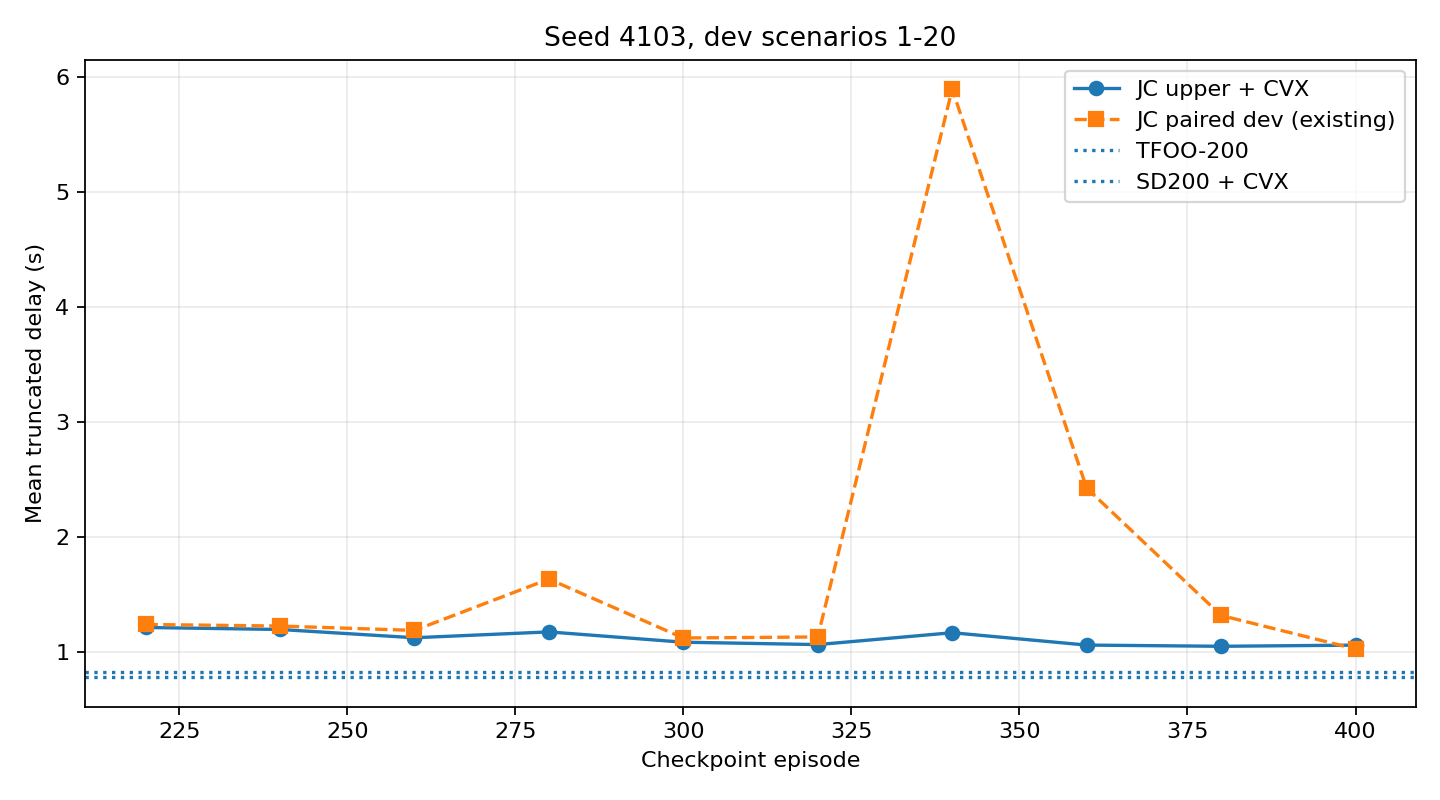 Seed 4103, dev scenarios 1-20
JC upper + CVX
JC paired dev (existing)
TFOO-200
SD200 + CVX
Mean truncated delay (s)
6
5
4
3
2
1
225 250 275 300 325 350 375 400
Checkpoint episode